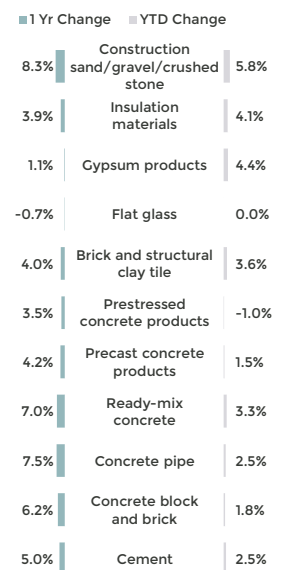 1 Yr Change YTD Change
Construction
8.3% sand/gravel/crushed 5.8%
stone
Insulation
3.9% 4.1%
materials
1.1% Gypsum products 4.4%
-0.7% Flat glass 0.0%
Brick and structural
4.0% 3.6%
clay tile
Prestressed
3.5% -1.0%
concrete products
Precast concrete
4.2% 1.5%
products
Ready-mix
7.0% 3.3%
concrete
7.5% Concrete pipe 2.5%
Concrete block
6.2% 1.8%
and brick
5.0% Cement 2.5%